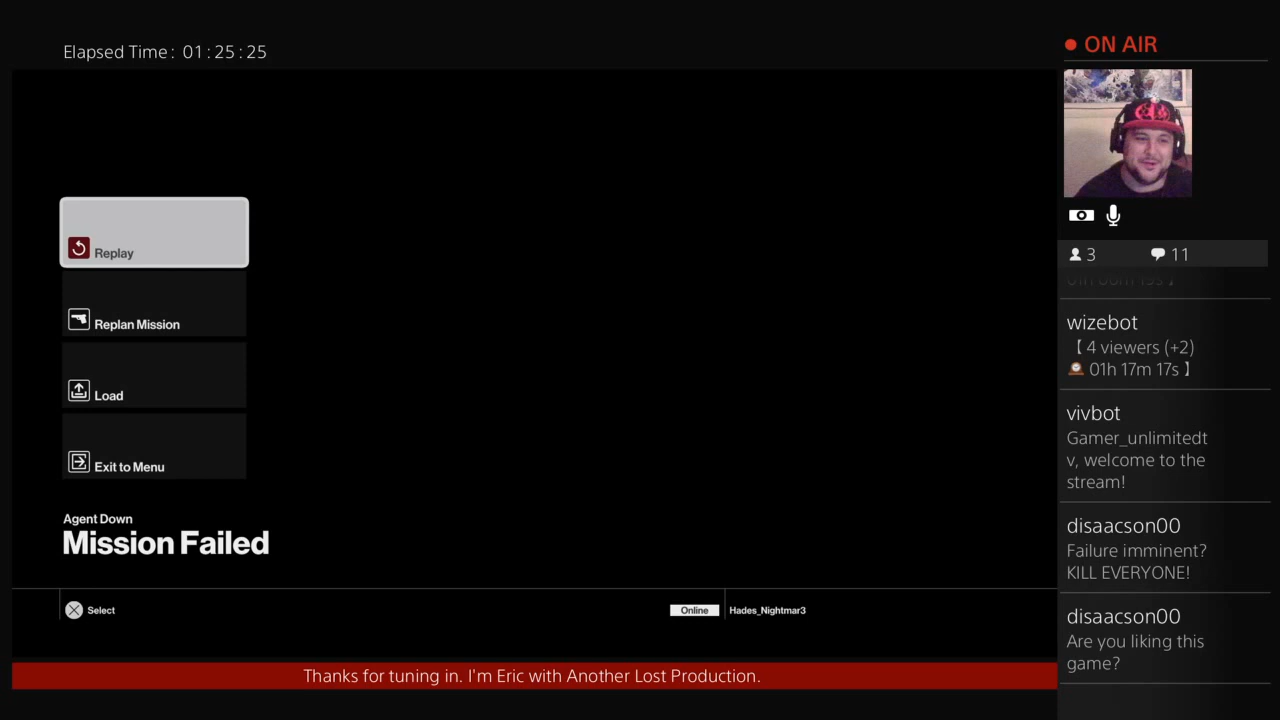 Elapsed Time: 01:25:25
ON AIR
3
11
Replay
Replan Mission
Load
Exit to Menu
Agent Down
Mission Failed
Select
Online
Hades_Nightmar3
Thanks for tuning in. I'm Eric with Another Lost Production.
wizebot
【 4 viewers (+2)
01h 17m 17s 】
vivbot
Gamer_unlimitedt
v, welcome to the
stream!
disaacson00
Failure imminent?
KILL EVERYONE!
disaacson00
Are you liking this
game?